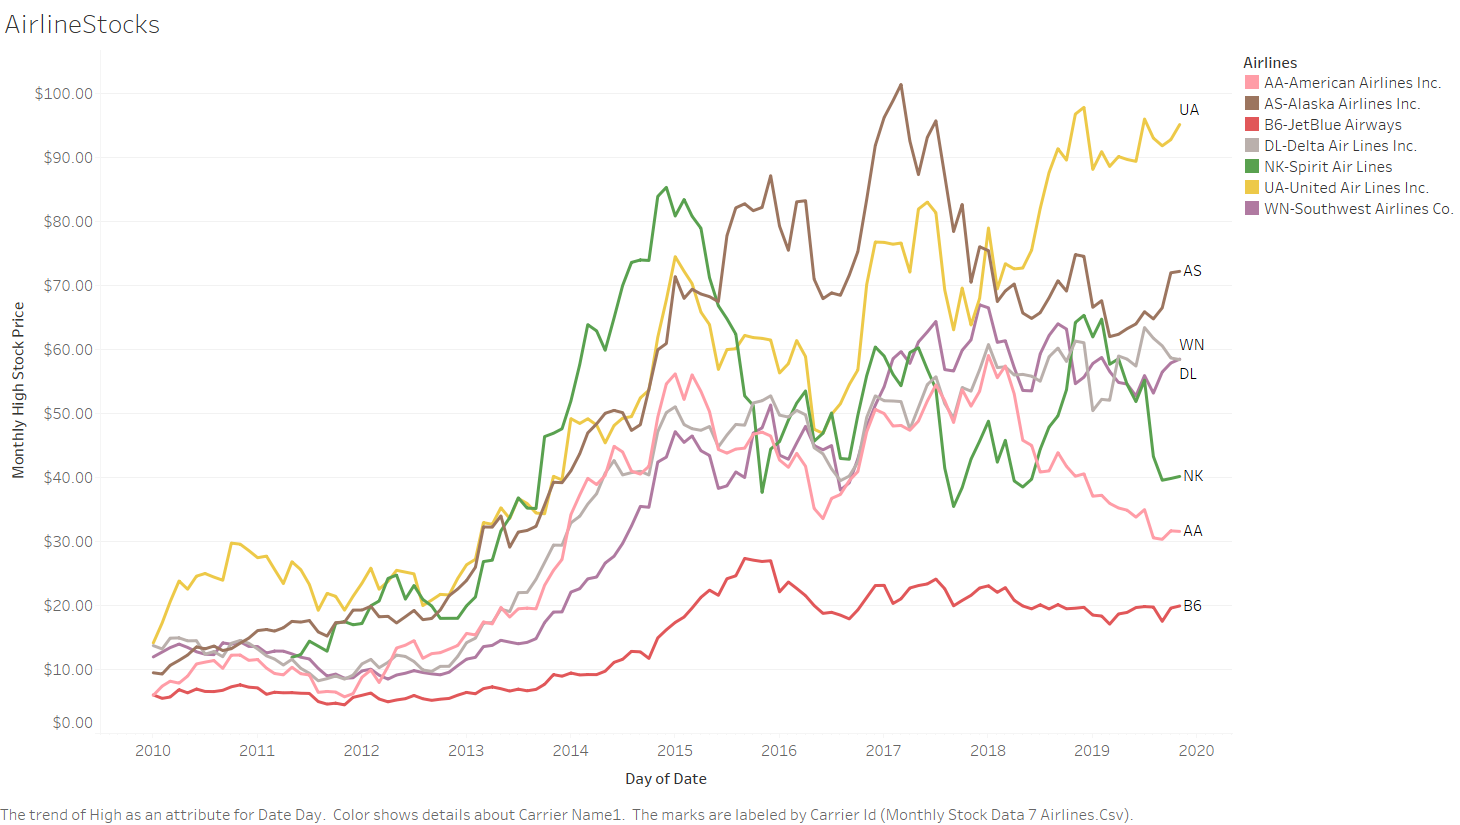 AirlineStocks
Airlines
AA-American Airlines Inc.
AS-Alaska Airlines Inc.
B6-JetBlue Airways
DL-Delta Air Lines Inc.
NK-Spirit Air Lines
UA-United Air Lines Inc.
WN-Southwest Airlines Co.
Monthly High Stock Price
$100.00
$90.00
$80.00
$70.00
$60.00
$50.00
$40.00
$30.00
$20.00
$10.00
$0.00
UA
AS
WN
DL
NK
AA
B6
2010 2011 2012 2013 2014 2015 2016 2017 2018 2019 2020
Day of Date
The trend of High as an attribute for Date Day. Color shows details about Carrier Name1. The marks are labeled by Carrier Id (Monthly Stock Data 7 Airlines.Csv).